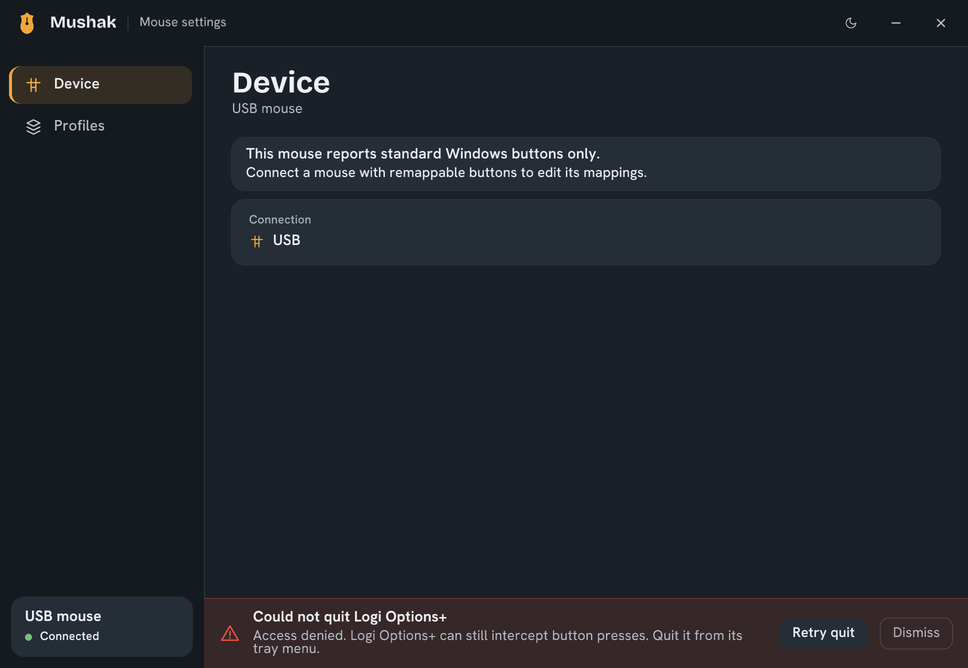 Mushak
Mouse settings
Device
Profiles
Device
USB mouse
This mouse reports standard Windows buttons only.
Connect a mouse with remappable buttons to edit its mappings.
Connection
USB
USB mouse
Connected
Could not quit Logi Options+
Access denied. Logi Options+ can still intercept button presses. Quit it from its
tray menu.
Retry quit
Dismiss